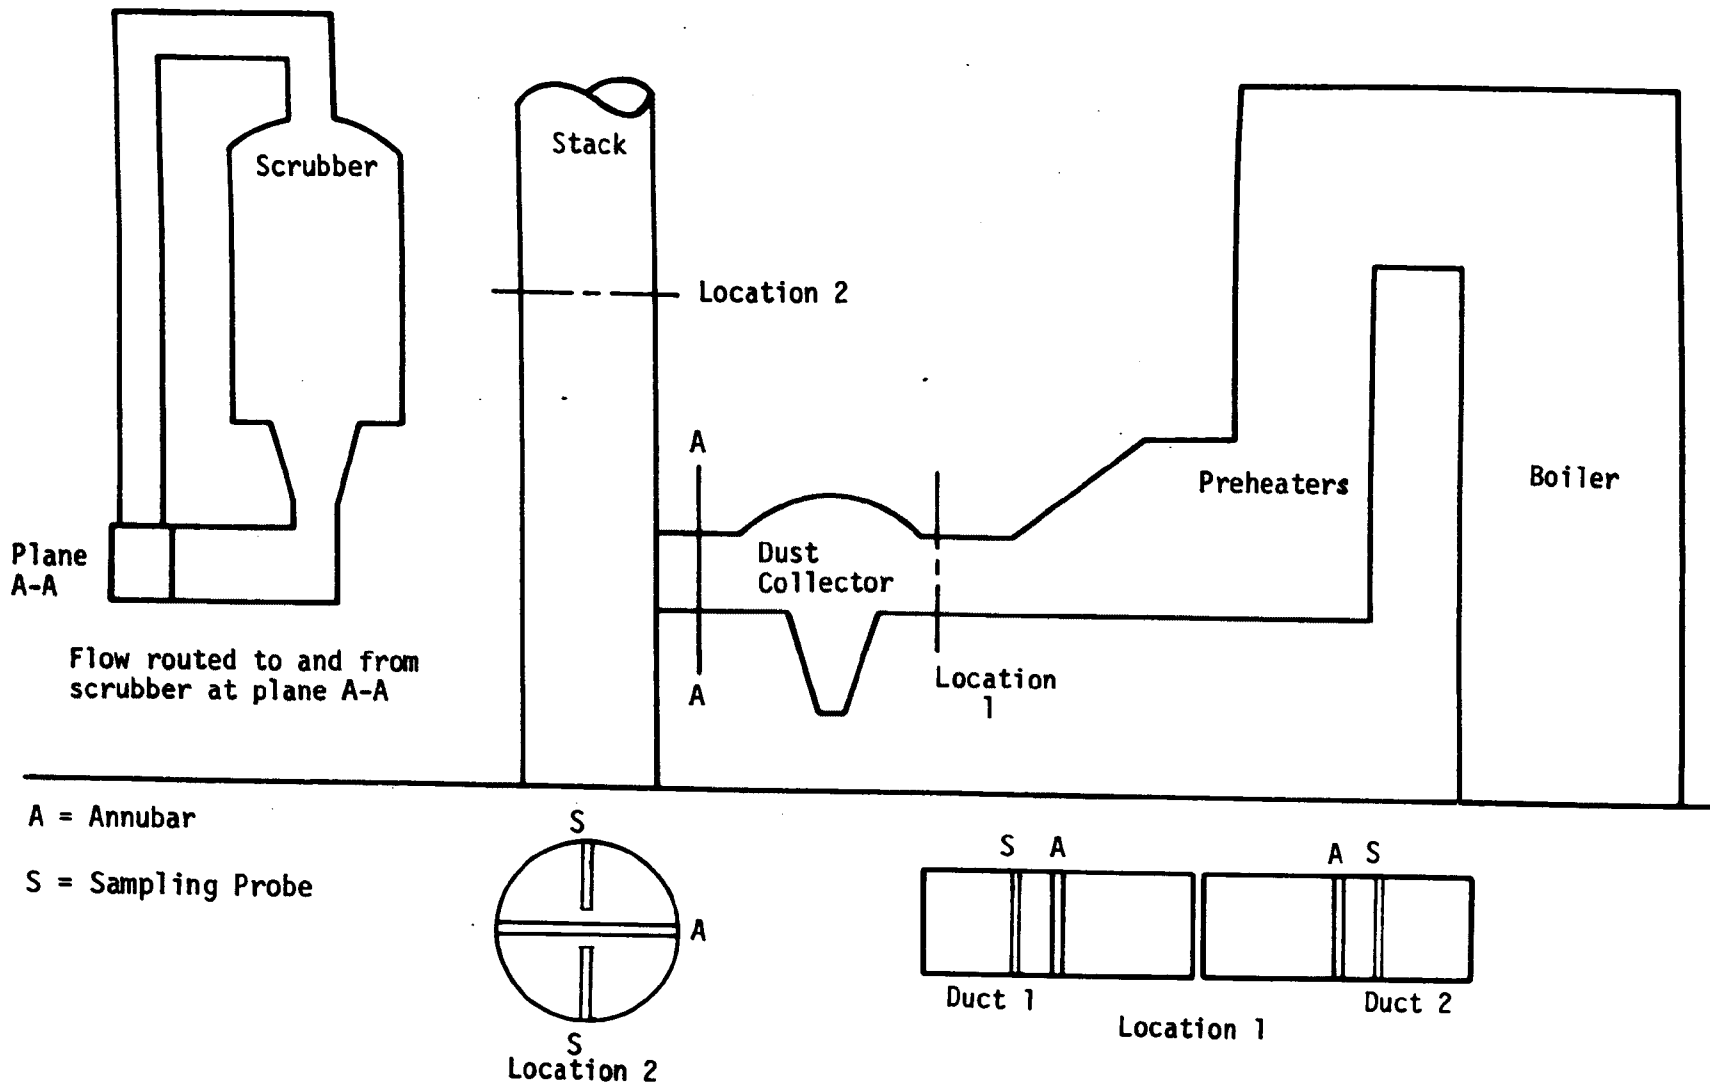 Scrubber
Stack
Location 2
A
Preheaters
Boiler
Plane
A-A
Dust
Collector
Flow routed to and from
scrubber at plane A-A
A
Location
1
A = Annubar
S = Sampling Probe
S
A
S
Location 2
S A
A S
Duct 1
Duct 2
Location 1